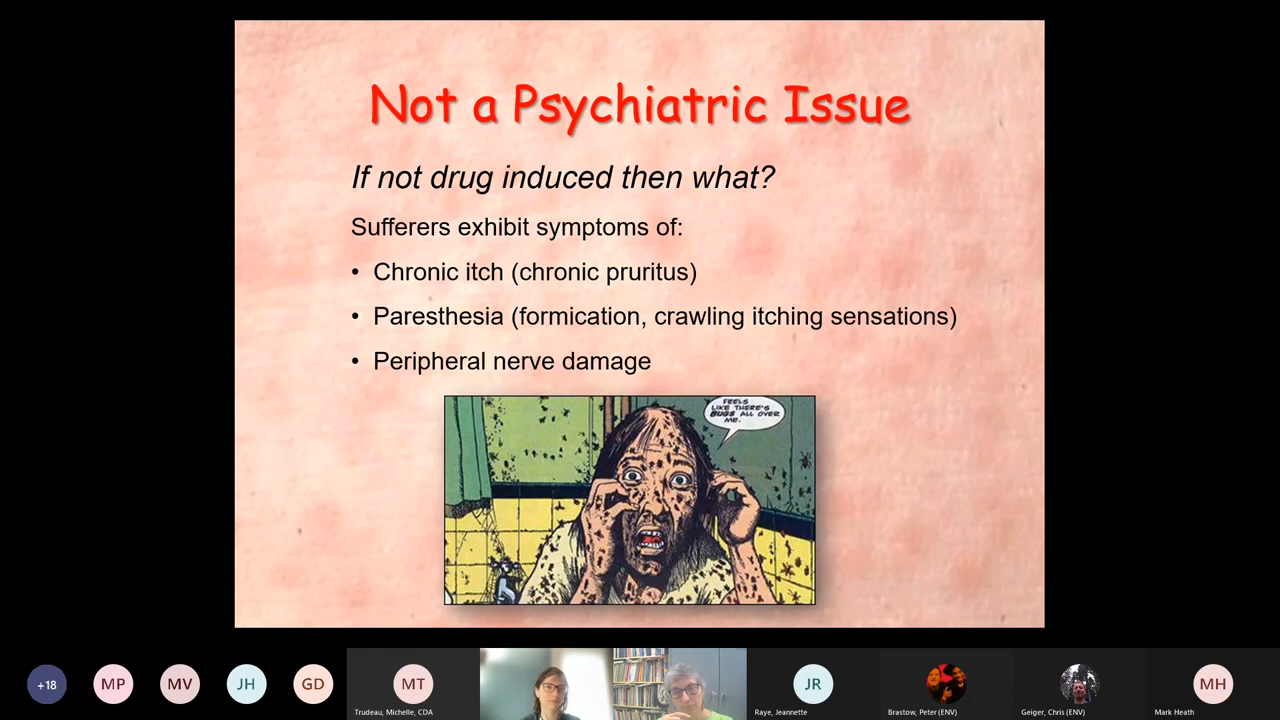 Not a Psychiatric Issue
If not drug induced then what?
Sufferers exhibit symptoms of:
• Chronic itch (chronic pruritus)
• Paresthesia (formication, crawling itching sensations)
• Peripheral nerve damage
FEELS
LIKE THERE'S
BUGS ALL OVER
ME.
+18
MP
MV
JH
GD
MT
JR
MH
Trudeau, Michelle, CDA
Raye, Jeannette
Brastow, Peter (ENV)
Geiger, Chris (ENV)
Mark Heath